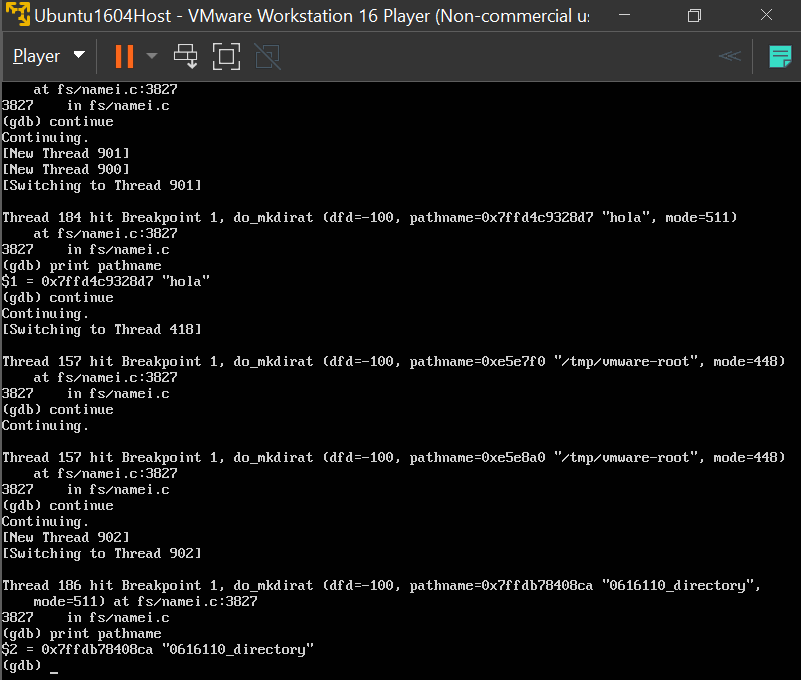 Ubuntu1604Host - VMware Workstation 16 Player (Non-commercial u
Player
    at fs/namei.c:3827
3827    in fs/namei.c
(gdb) continue
Continuing.
[New Thread 901]
[New Thread 900]
[Switching to Thread 901]
Thread 184 hit Breakpoint 1, do_mkdirat (dfd=-100, pathname=0x7ffd4c9328d7 "hola", mode=511)
    at fs/namei.c:3827
3827    in fs/namei.c
(gdb) print pathname
$1 = 0x7ffd4c9328d7 "hola"
(gdb) continue
Continuing.
[Switching to Thread 418]
Thread 157 hit Breakpoint 1, do_mkdirat (dfd=-100, pathname=0xe5e7f0 "/tmp/vmware-root", mode=448)
    at fs/namei.c:3827
3827    in fs/namei.c
(gdb) continue
Continuing.
Thread 157 hit Breakpoint 1, do_mkdirat (dfd=-100, pathname=0xe5e8a0 "/tmp/vmware-root", mode=448)
    at fs/namei.c:3827
3827    in fs/namei.c
(gdb) continue
Continuing.
[New Thread 902]
[Switching to Thread 902]
Thread 186 hit Breakpoint 1, do_mkdirat (dfd=-100, pathname=0x7ffdb78408ca "0616110_directory",
    mode=511) at fs/namei.c:3827
3827    in fs/namei.c
(gdb) print pathname
$2 = 0x7ffdb78408ca "0616110_directory"
(gdb) _